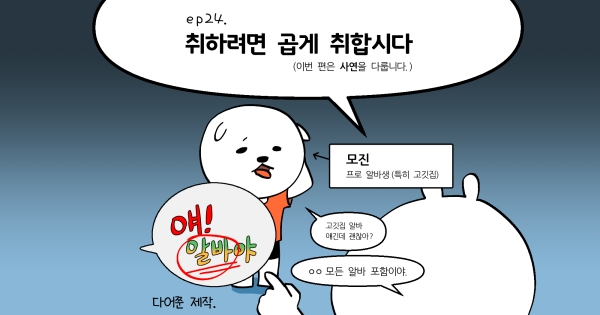 ep24.
취하려면 곱게 취합시다
(이번 편은 사연을 다룹니다.)
모진
프로 알바생 (특히 고깃집)
얘!
알바야
고깃집 알바
얘긴데 괜찮아?
ㅇㅇ 모든 알바 포함이야.
다어쭌 제작.